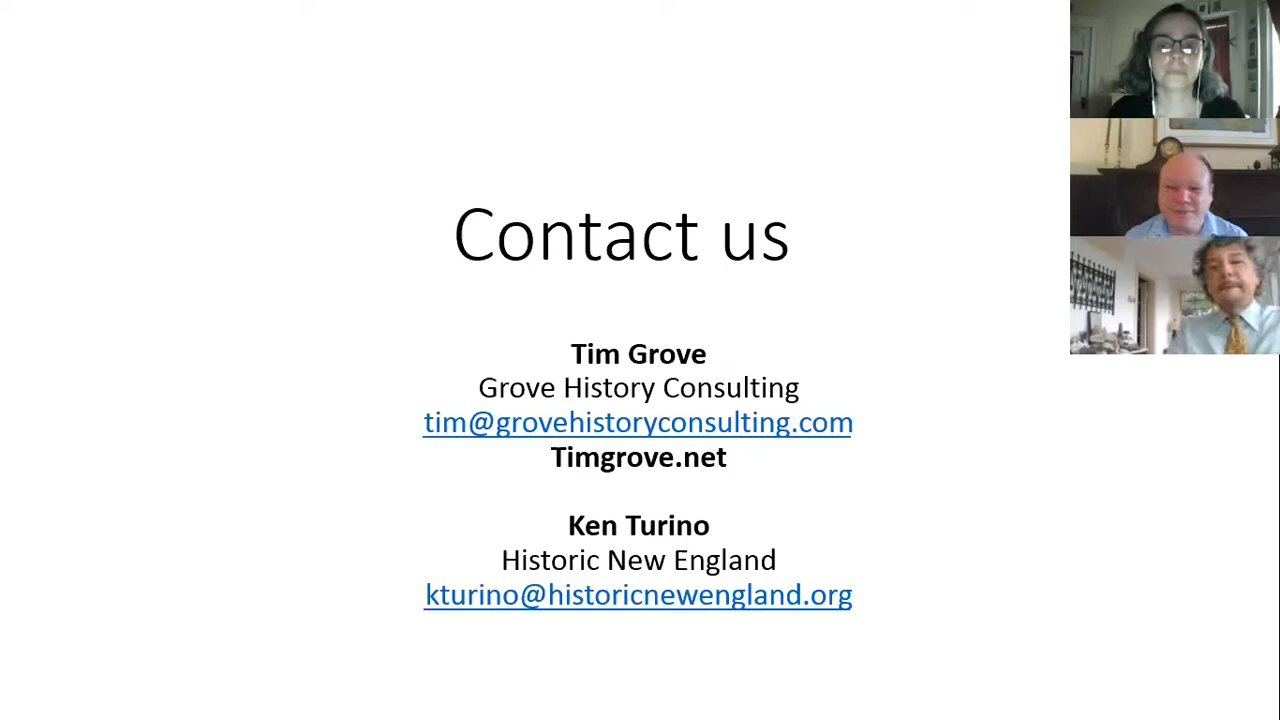 Contact us
Tim Grove
Grove History Consulting
tim@grovehistoryconsulting.com
Timgrove.net
Ken Turino
Historic New England
kturino@historicnewengland.org